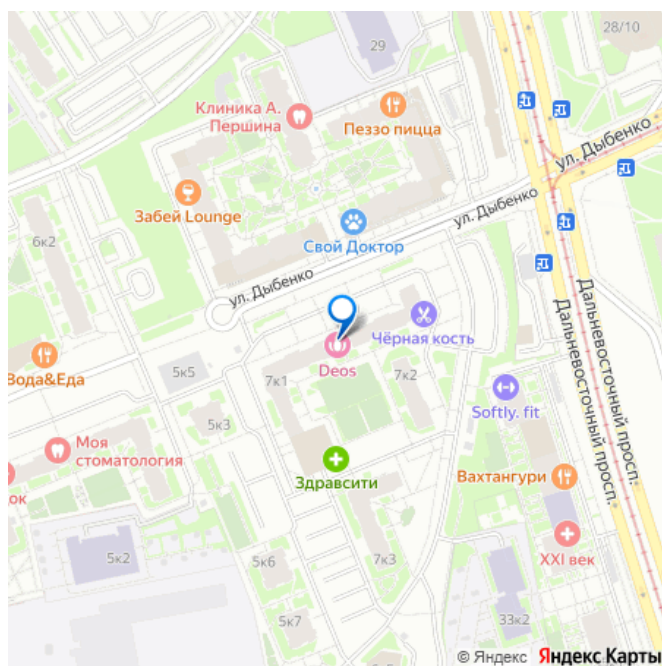 28/10
29
Клиника А.
Першина
Пеззо пицца
ул. Дыбенко
Забей Lounge
ул. Дыбенко
Свой Доктор
6к2
ул. Дыбенко
Дальневосточный просп.
Чёрная кость
Вода&Еда
5к5
Deos
7к1
7к2
Дальневосточный просп.
Softly. fit
5к3
Моя
стоматология
Здравсити
Вахтангури
ок
5к2
5к6
7к3
XXI век
5к7
33к2
© Яндекс Яндекс Карты